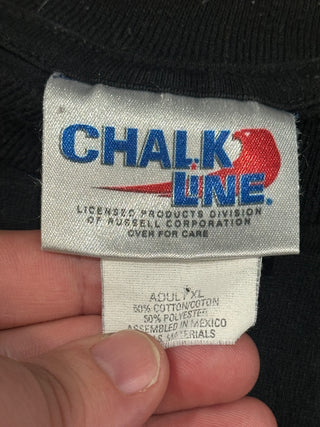 CHALK
LINE.
LICENSED PRODUCTS DIVISION
OF RUSSELL CORPORATION
OVER FOR CARE
ADULT XL
50% COTTON/COTON
50% POLYESTER
ASSEMBLED IN MEXICO
MATERIALS